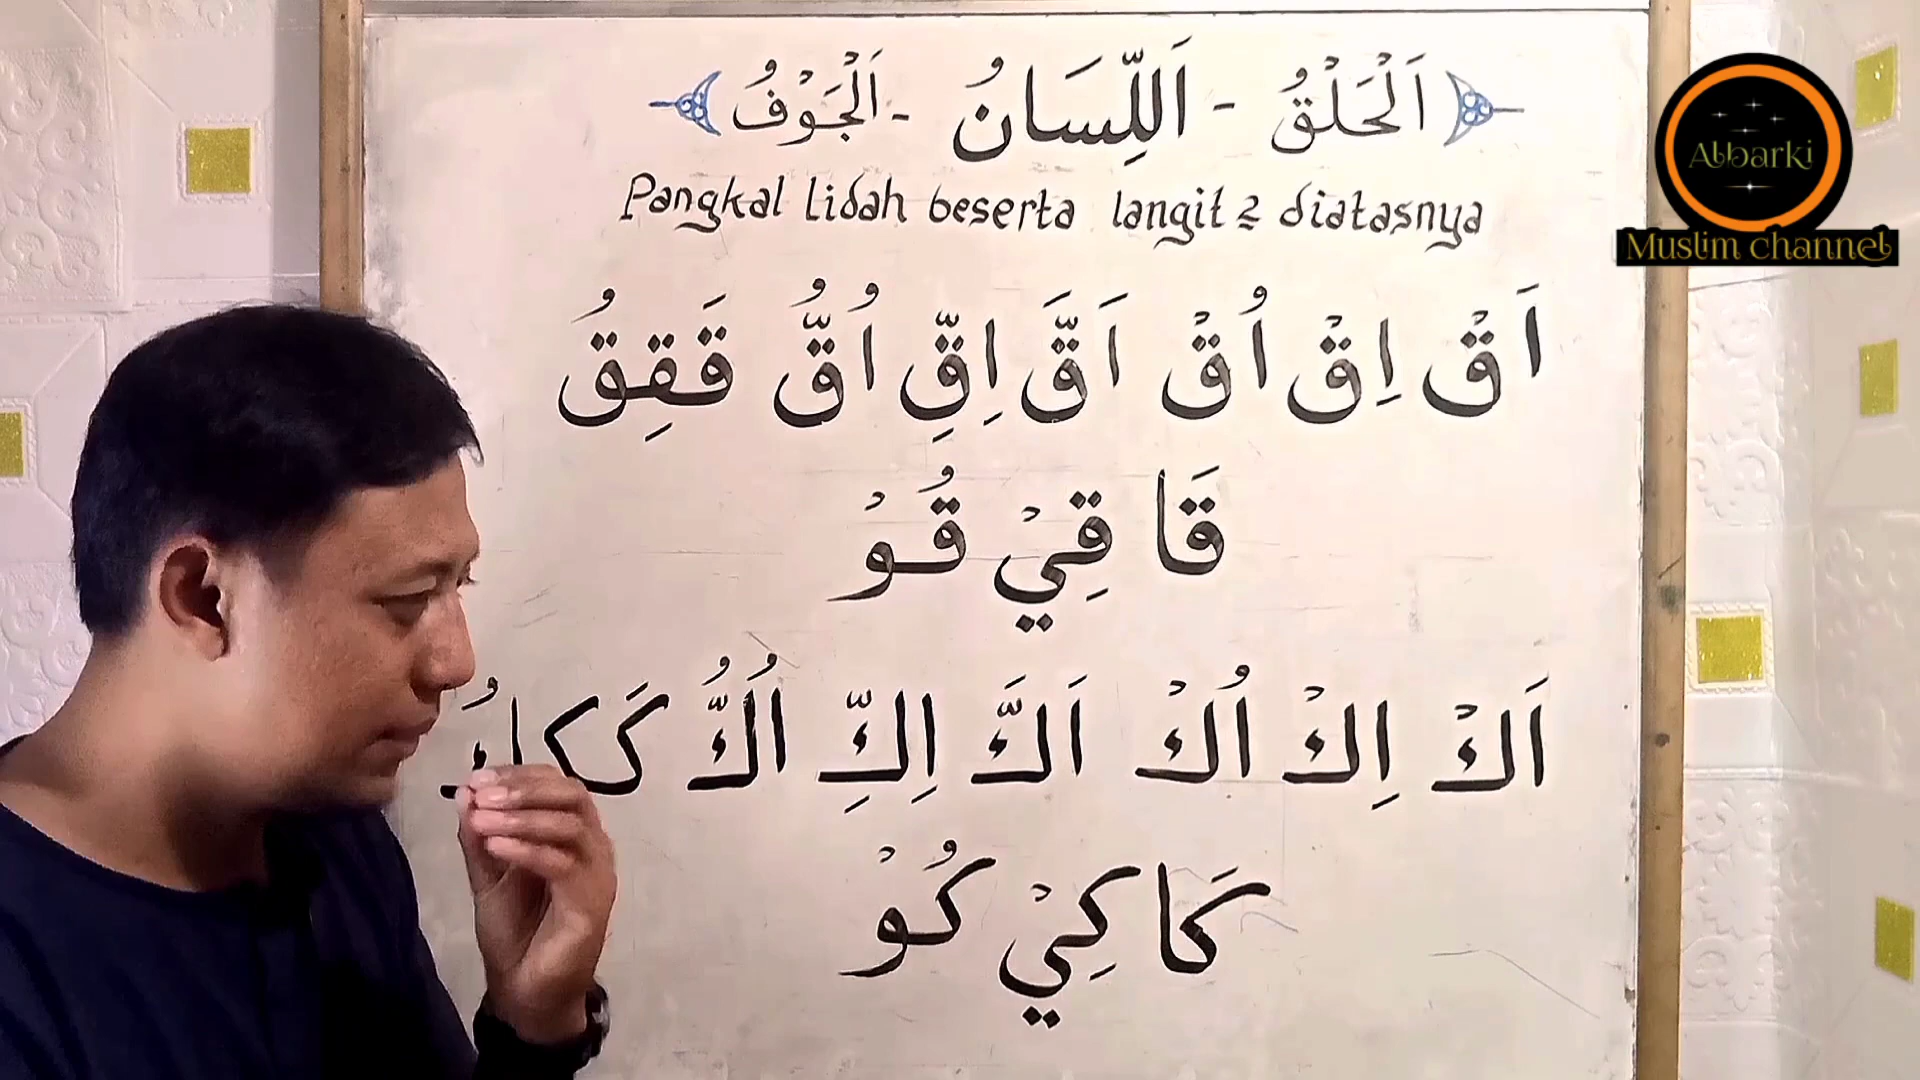 اَلْحَلْقُ - اَللِّسَانُ - اَلْجَوْفُ
Pangkal lidah beserta langit2 diatasnya
اَقْ اِقْ اُقْ اَقَّ اِقِّ اُقُّ قَقِقُ
قَا قِيْ قُوْ
اَكْ اِكْ اُكْ اَكَّ اِكِّ اُكُّ كَكِكُ
كَا كِيْ كُوْ
Abbarki
Muslim channel